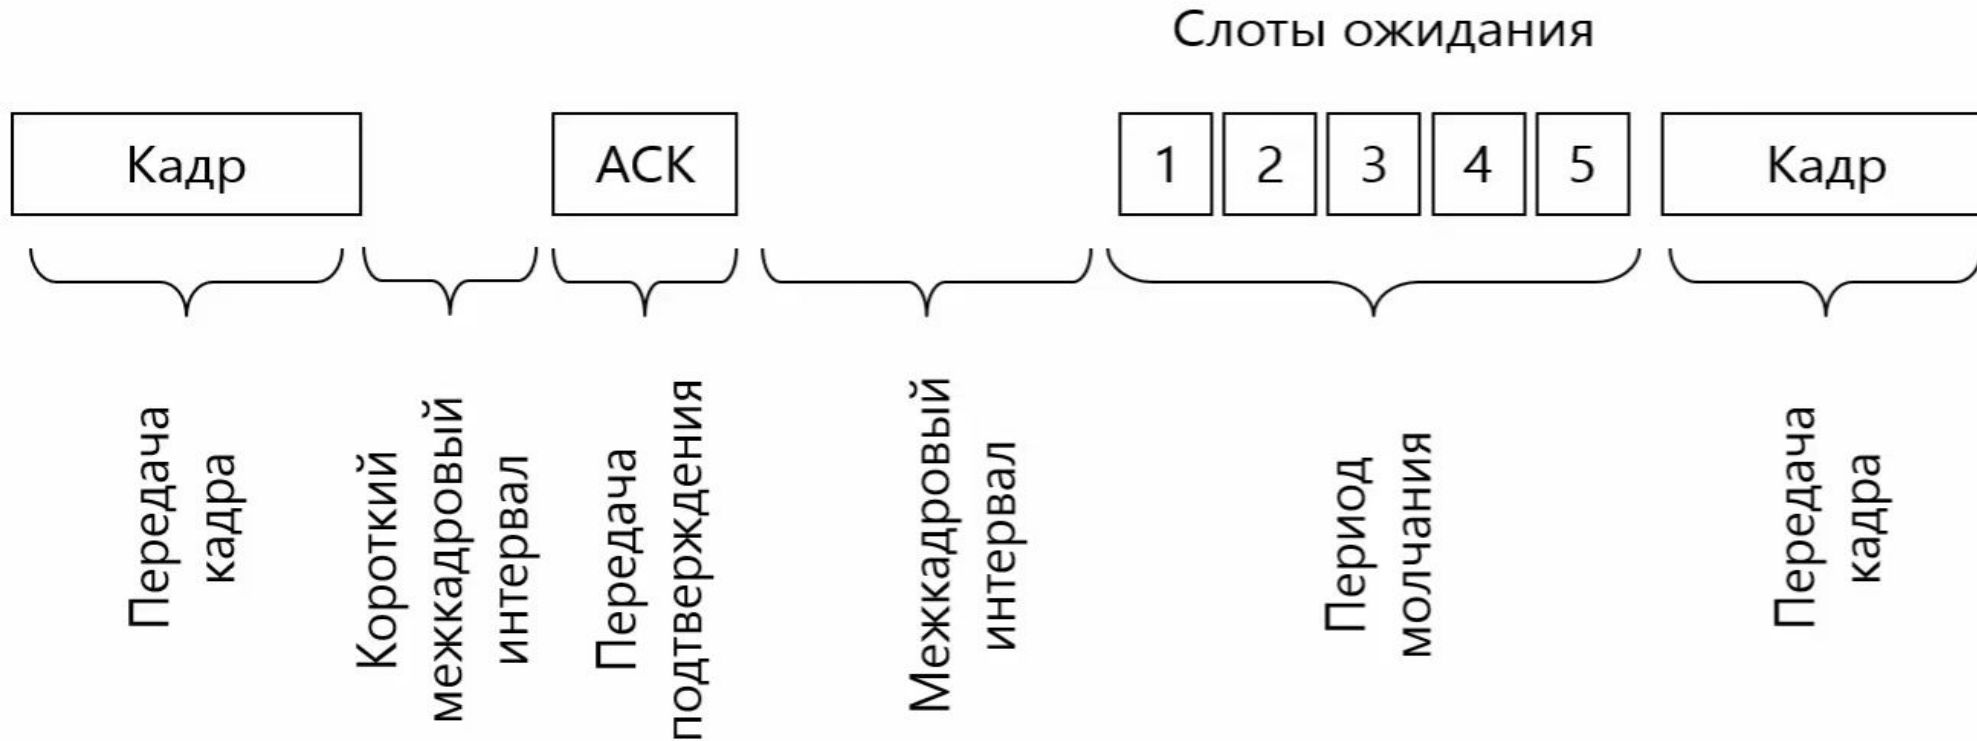 Слоты ожидания
Кадр
АСК
1
2
3
4
5
Кадр
Передача
кадра
Короткий
межкадровый
интервал
Передача
подтверждения
Межкадровый
интервал
Период
молчания
Передача
кадра